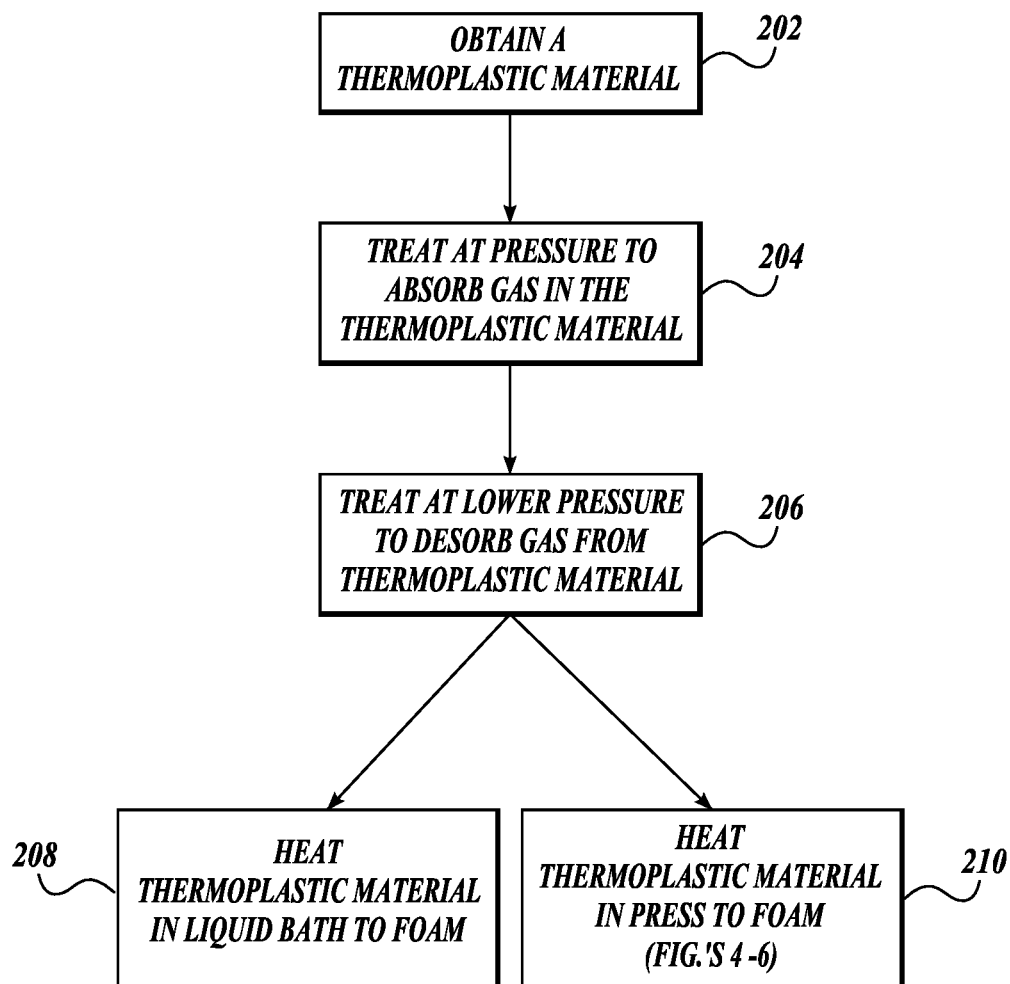 OBTAIN A
THERMOPLASTIC MATERIAL
202
TREAT AT PRESSURE TO
ABSORB GAS IN THE
THERMOPLASTIC MATERIAL
204
TREAT AT LOWER PRESSURE
TO DESORB GAS FROM
THERMOPLASTIC MATERIAL
206
208
HEAT
THERMOPLASTIC MATERIAL
IN LIQUID BATH TO FOAM
HEAT
THERMOPLASTIC MATERIAL
IN PRESS TO FOAM
(FIG.'S 4 -6)
210